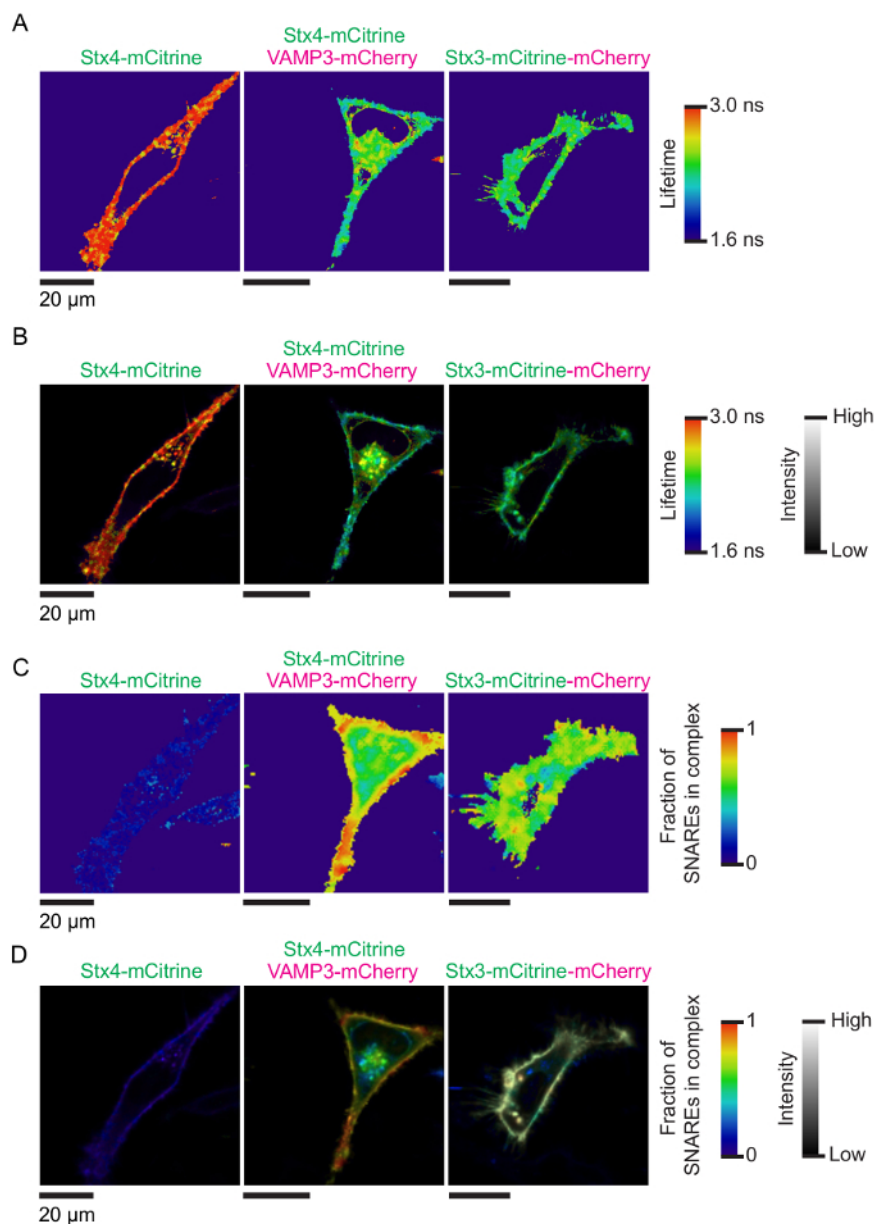 A
Stx4-mCitrine
Stx4-mCitrine
VAMP3-mCherry
Stx3-mCitrine-mCherry
Lifetime
3.0 ns
1.6 ns
20 µm
B
Stx4-mCitrine
Stx4-mCitrine
VAMP3-mCherry
Stx3-mCitrine-mCherry
Lifetime
3.0 ns
1.6 ns
Intensity
High
Low
20 µm
C
Stx4-mCitrine
Stx4-mCitrine
VAMP3-mCherry
Stx3-mCitrine-mCherry
Fraction of
SNAREs in complex
1
0
20 µm
D
Stx4-mCitrine
Stx4-mCitrine
VAMP3-mCherry
Stx3-mCitrine-mCherry
Fraction of
SNAREs in complex
1
0
Intensity
High
Low
20 µm